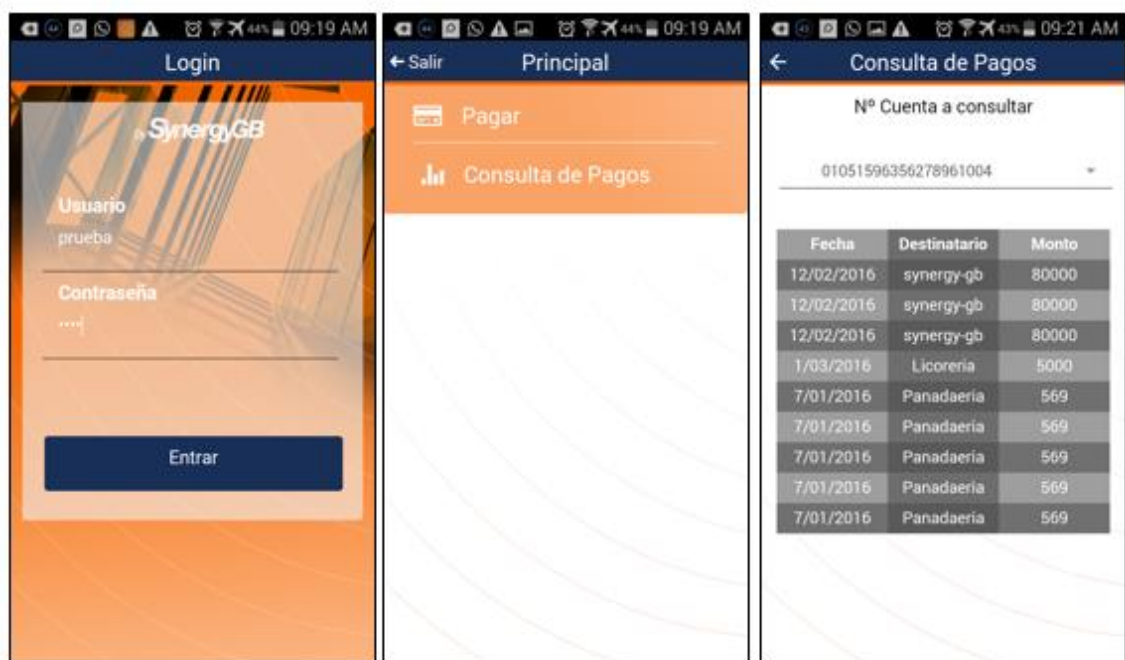 44% 09:19 AM
Login
SynergyGB
Usuario
prueba
Contraseña
Entrar
44% 09:19 AM
Salir Principal
Pagar
Consulta de Pagos
43% 09:21 AM
Consulta de Pagos
Nº Cuenta a consultar
01051596356278961004
Fecha Destinatario Monto
12/02/2016 synergy-gb 80000
12/02/2016 synergy-gb 80000
12/02/2016 synergy-gb 80000
1/03/2016 Licoreria 5000
7/01/2016 Panadaeria 569
7/01/2016 Panadaeria 569
7/01/2016 Panadaeria 569
7/01/2016 Panadaeria 569
7/01/2016 Panadaeria 569